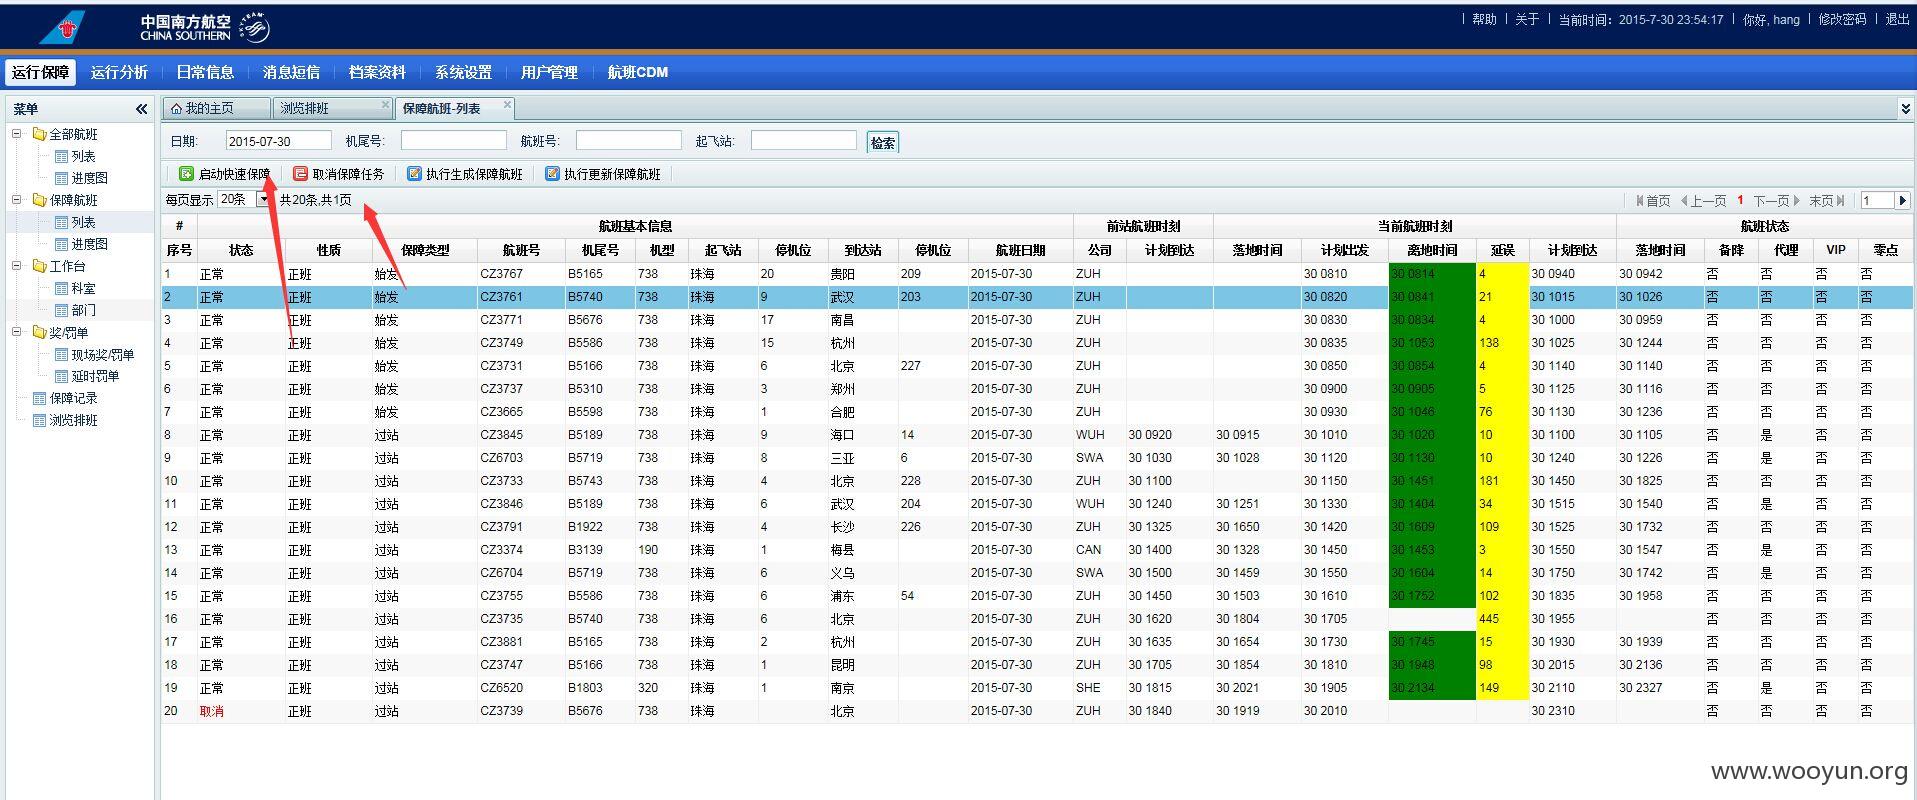 中国南方航空
CHINA SOUTHERN
SKYTEAM
帮助 | 关于 | 当前时间：2015-7-30 23:54:17 | 你好, hang | 修改密码 | 退出
运行保障 运行分析 日常信息 消息短信 档案资料 系统设置 用户管理 航班CDM
菜单
全部航班
列表
进度图
保障航班
列表
进度图
工作台
科室
部门
奖/罚单
现场奖/罚单
延时罚单
保障记录
浏览排班
我的主页 浏览排班 保障航班-列表
日期: 2015-07-30 机尾号: 航班号: 起飞站: 检索
启动快速保障 取消保障任务 执行生成保障航班 执行更新保障航班
每页显示 20条 共20条,共1页 首页 上一页 1 下一页 末页 1
# 航班基本信息 前站航班时刻 当前航班时刻 航班状态
序号 状态 性质 保障类型 航班号 机尾号 机型 起飞站 停机位 到达站 停机位 航班日期 公司 计划到达 落地时间 计划出发 离地时间 延误 计划到达 落地时间 备降 代理 VIP 零点
1 正常 正班 始发 CZ3767 B5165 738 珠海 20 贵阳 209 2015-07-30 ZUH 30 0810 30 0814 4 30 0940 30 0942 否 否 否 否
2 正常 正班 始发 CZ3761 B5740 738 珠海 9 武汉 203 2015-07-30 ZUH 30 0820 30 0841 21 30 1015 30 1026 否 否 否 否
3 正常 正班 始发 CZ3771 B5676 738 珠海 17 南昌 2015-07-30 ZUH 30 0830 30 0834 4 30 1000 30 0959 否 否 否 否
4 正常 正班 始发 CZ3749 B5586 738 珠海 15 杭州 2015-07-30 ZUH 30 0835 30 1053 138 30 1025 30 1244 否 否 否 否
5 正常 正班 始发 CZ3731 B5166 738 珠海 6 北京 227 2015-07-30 ZUH 30 0850 30 0854 4 30 1140 30 1140 否 否 否 否
6 正常 正班 始发 CZ3737 B5310 738 珠海 3 郑州 2015-07-30 ZUH 30 0900 30 0905 5 30 1125 30 1116 否 否 否 否
7 正常 正班 始发 CZ3665 B5598 738 珠海 1 合肥 2015-07-30 ZUH 30 0930 30 1046 76 30 1130 30 1236 否 否 否 否
8 正常 正班 过站 CZ3845 B5189 738 珠海 9 海口 14 2015-07-30 WUH 30 0920 30 0915 30 1010 30 1020 10 30 1100 30 1105 否 是 否 否
9 正常 正班 过站 CZ6703 B5719 738 珠海 8 三亚 6 2015-07-30 SWA 30 1030 30 1028 30 1120 30 1130 10 30 1240 30 1226 否 是 否 否
10 正常 正班 过站 CZ3733 B5743 738 珠海 4 北京 228 2015-07-30 ZUH 30 1100 30 1150 30 1451 181 30 1450 30 1825 否 否 否 否
11 正常 正班 过站 CZ3846 B5189 738 珠海 6 武汉 204 2015-07-30 WUH 30 1240 30 1251 30 1330 30 1404 34 30 1515 30 1540 否 是 否 否
12 正常 正班 过站 CZ3791 B1922 738 珠海 4 长沙 226 2015-07-30 ZUH 30 1325 30 1650 30 1420 30 1609 109 30 1525 30 1732 否 否 否 否
13 正常 正班 过站 CZ3374 B3139 190 珠海 1 梅县 2015-07-30 CAN 30 1400 30 1328 30 1450 30 1453 3 30 1550 30 1547 否 是 否 否
14 正常 正班 过站 CZ6704 B5719 738 珠海 6 义乌 2015-07-30 SWA 30 1500 30 1459 30 1550 30 1604 14 30 1750 30 1742 否 是 否 否
15 正常 正班 过站 CZ3755 B5586 738 珠海 6 浦东 54 2015-07-30 ZUH 30 1450 30 1503 30 1610 30 1752 102 30 1835 30 1958 否 否 否 否
16 正常 正班 过站 CZ3735 B5740 738 珠海 6 北京 2015-07-30 ZUH 30 1620 30 1804 30 1705 445 30 1955 否 否 否 否
17 正常 正班 过站 CZ3881 B5165 738 珠海 2 杭州 2015-07-30 ZUH 30 1635 30 1654 30 1730 30 1745 15 30 1930 30 1939 否 否 否 否
18 正常 正班 过站 CZ3747 B5166 738 珠海 1 昆明 2015-07-30 ZUH 30 1705 30 1854 30 1810 30 1948 98 30 2015 30 2136 否 否 否 否
19 正常 正班 过站 CZ6520 B1803 320 珠海 1 南京 2015-07-30 SHE 30 1815 30 2021 30 1905 30 2134 149 30 2110 30 2327 否 是 否 否
20 取消 正班 过站 CZ3739 B5676 738 珠海 北京 2015-07-30 ZUH 30 1840 30 1919 30 2010 30 2310 否 否 否 否
www.wooyun.org